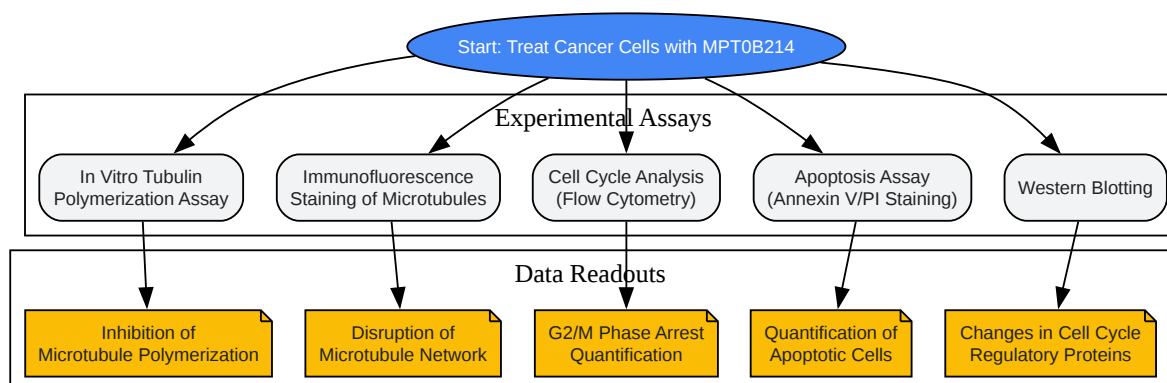 Start: Treat Cancer Cells with MPT0B214
Experimental Assays
In Vitro Tubulin
Polymerization Assay
Immunofluorescence
Staining of Microtubules
Cell Cycle Analysis
(Flow Cytometry)
Apoptosis Assay
(Annexin V/PI Staining)
Western Blotting
Data Readouts
Inhibition of
Microtubule Polymerization
Disruption of
Microtubule Network
G2/M Phase Arrest
Quantification
Quantification of
Apoptotic Cells
Changes in Cell Cycle
Regulatory Proteins